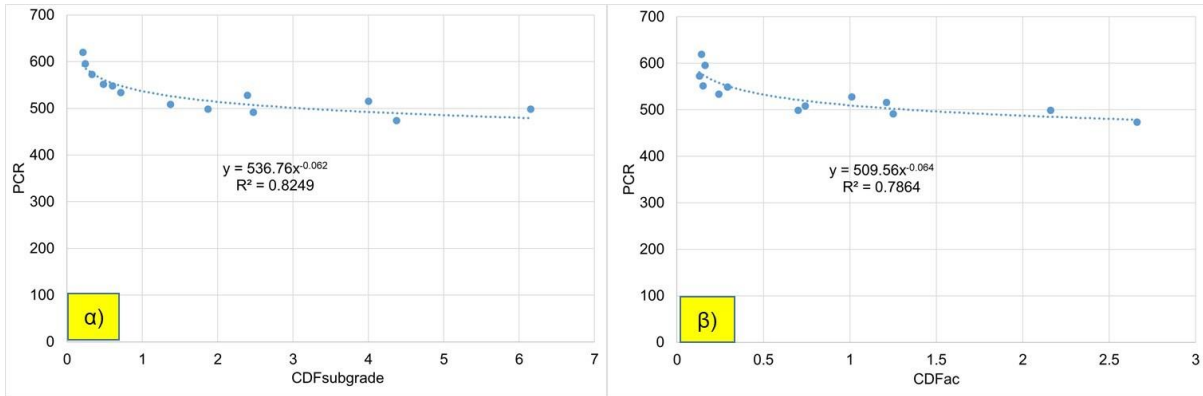 700
600
500
400
300
200
100
0
PCR
y = 536.76x^-0.062
R² = 0.8249
α)
0 1 2 3 4 5 6 7
CDFsubgrade
700
600
500
400
300
200
100
0
PCR
y = 509.56x^-0.064
R² = 0.7864
β)
0 0.5 1 1.5 2 2.5 3
CDFac